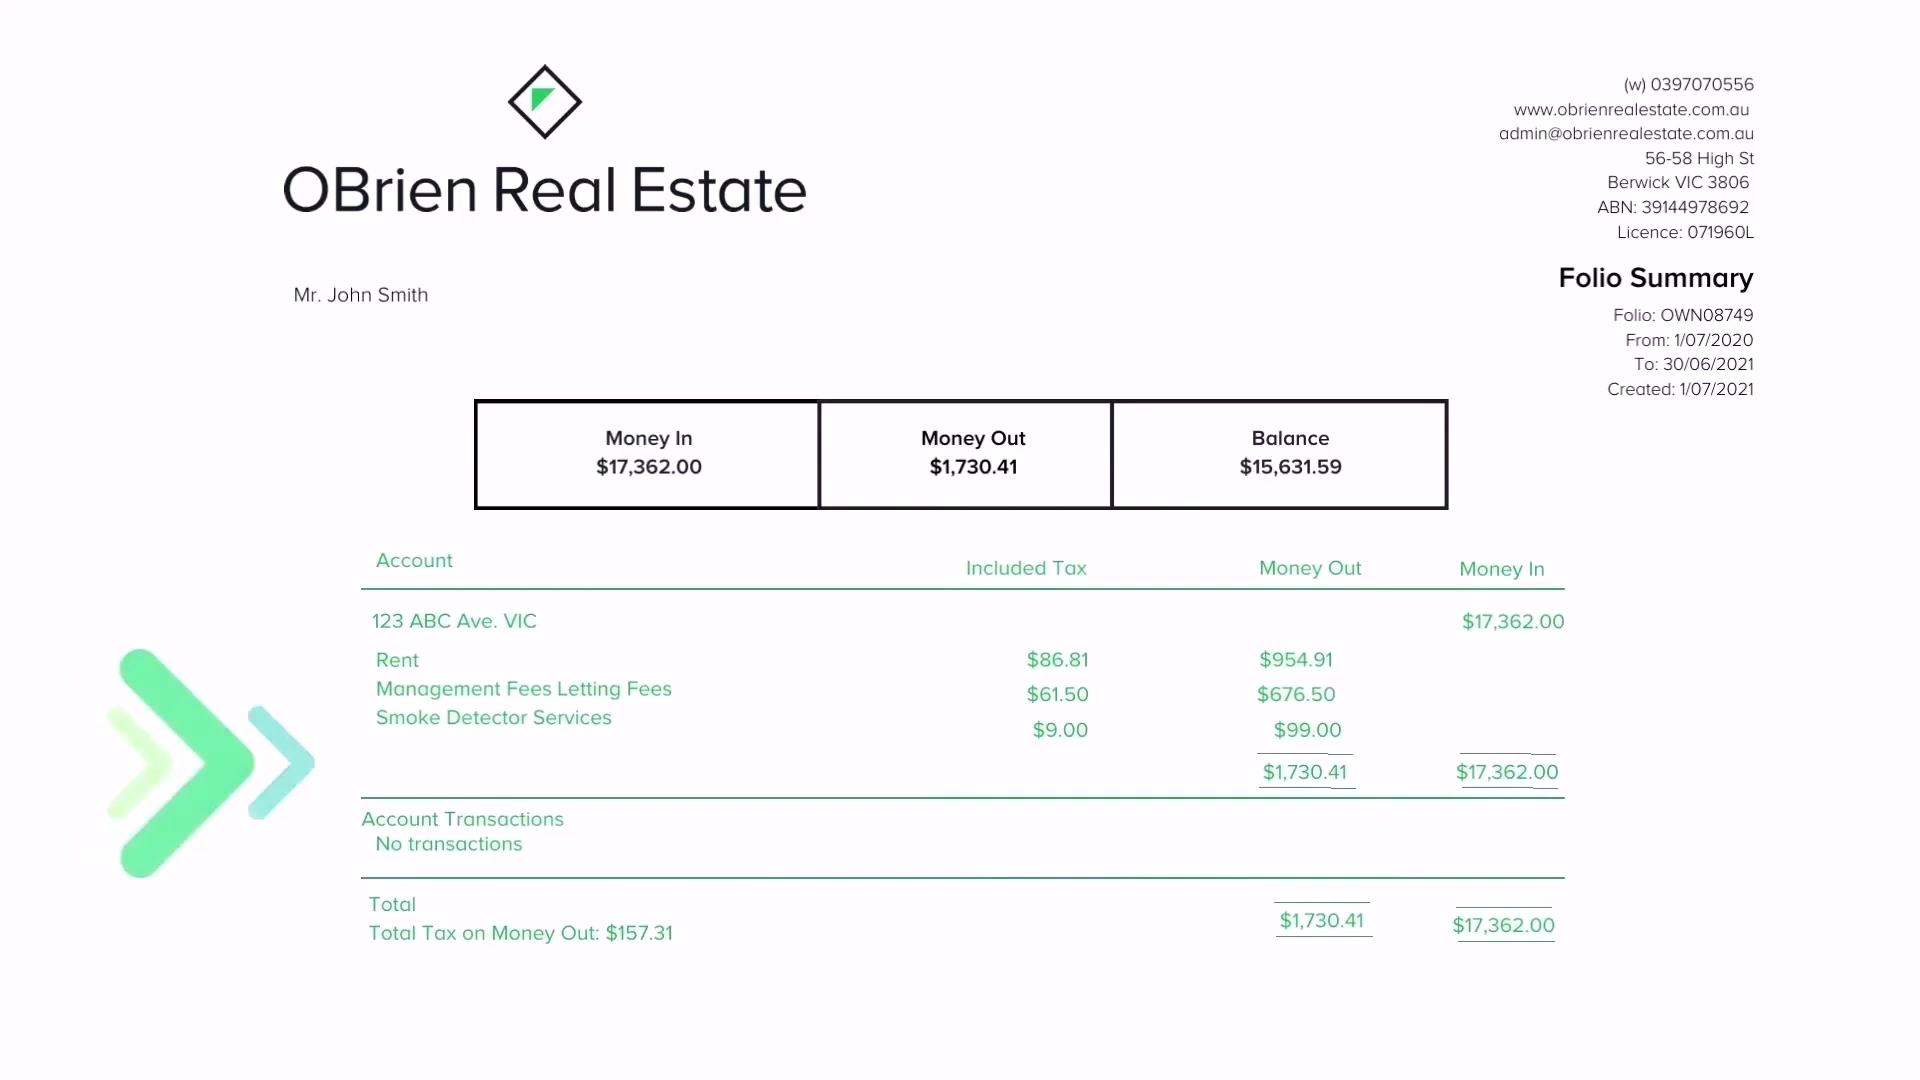 OBrien Real Estate
(w) 0397070556
www.obrienrealestate.com.au
admin@obrienrealestate.com.au
56-58 High St
Berwick VIC 3806
ABN: 39144978692
Licence: 071960L
Folio Summary
Mr. John Smith
Folio: OWN08749
From: 1/07/2020
To: 30/06/2021
Created: 1/07/2021
Money In Money Out Balance
$17,362.00 $1,730.41 $15,631.59
Account Included Tax Money Out Money In
123 ABC Ave. VIC $17,362.00
Rent $86.81 $954.91
Management Fees Letting Fees $61.50 $676.50
Smoke Detector Services $9.00 $99.00
$1,730.41 $17,362.00
Account Transactions
No transactions
Total $1,730.41 $17,362.00
Total Tax on Money Out: $157.31